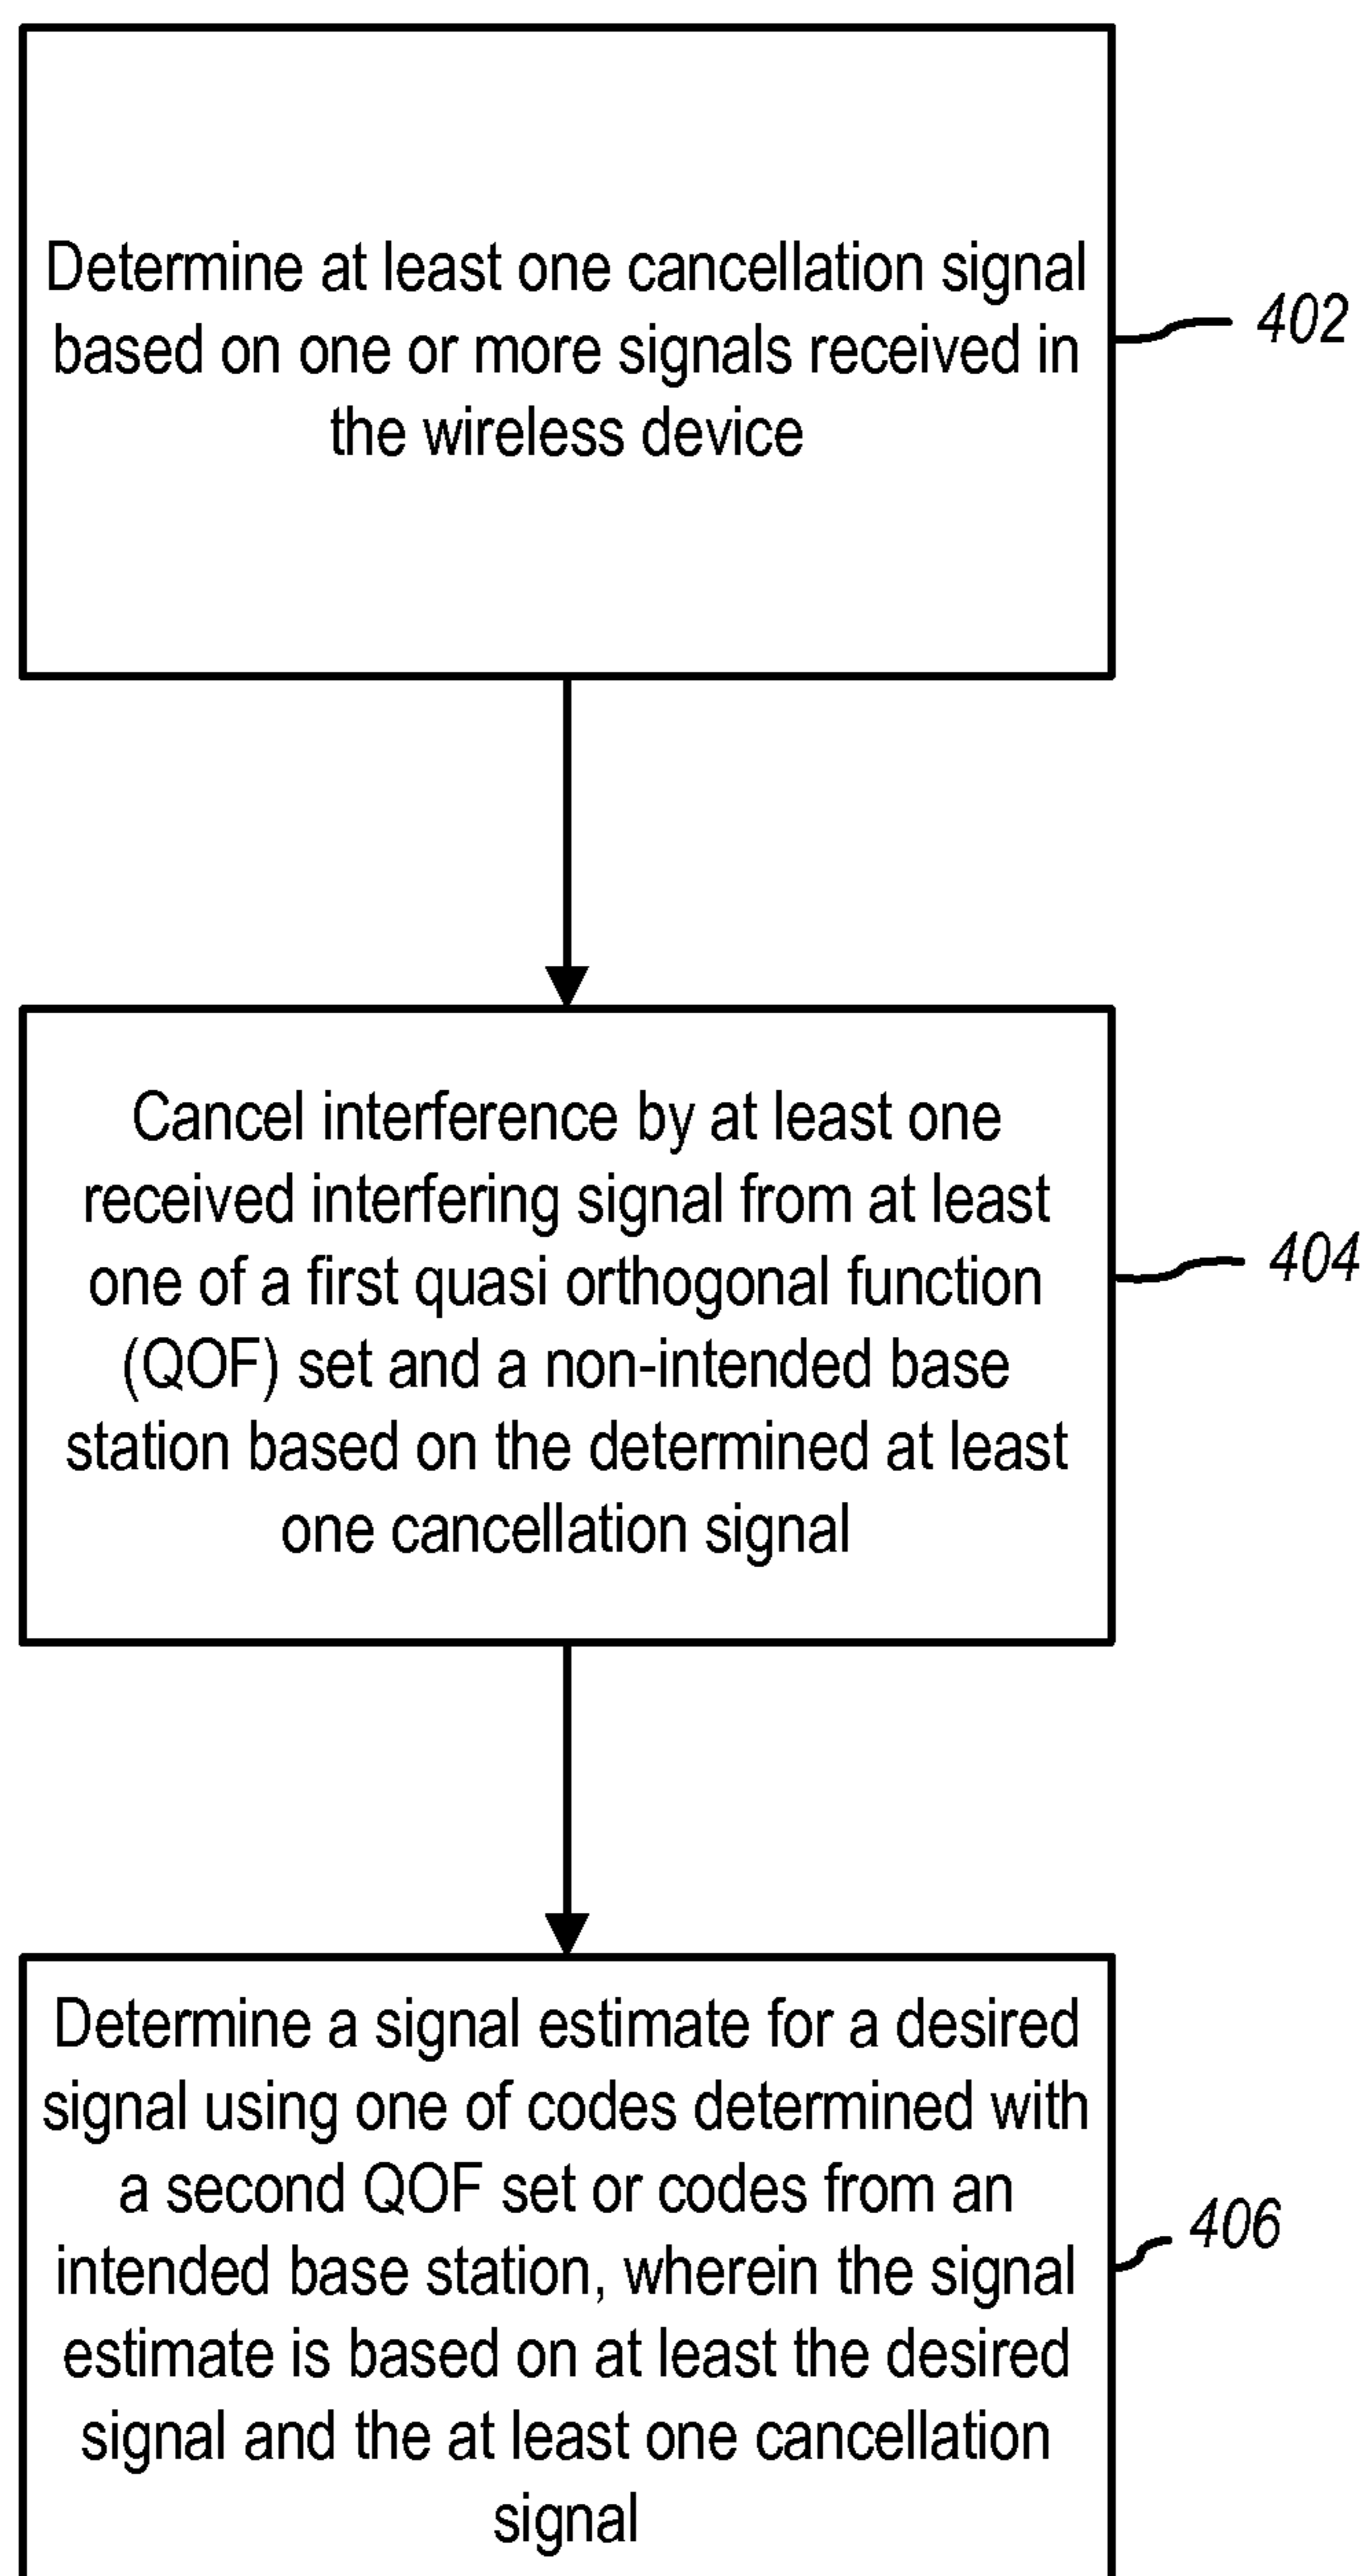 Determine at least one cancellation signal
based on one or more signals received in
the wireless device
402
Cancel interference by at least one
received interfering signal from at least
one of a first quasi orthogonal function
(QOF) set and a non-intended base
station based on the determined at least
one cancellation signal
404
Determine a signal estimate for a desired
signal using one of codes determined with
a second QOF set or codes from an
intended base station, wherein the signal
estimate is based on at least the desired
signal and the at least one cancellation
signal
406